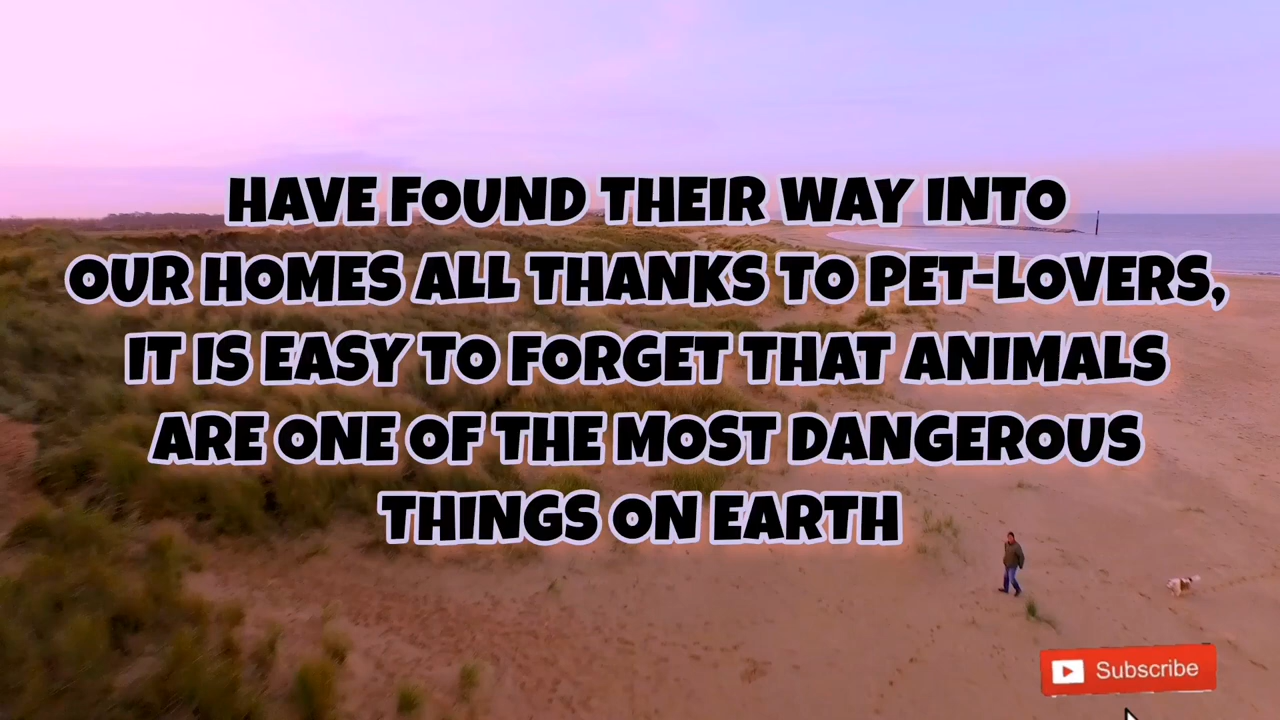 HAVE FOUND THEIR WAY INTO
OUR HOMES ALL THANKS TO PET-LOVERS,
IT IS EASY TO FORGET THAT ANIMALS
ARE ONE OF THE MOST DANGEROUS
THINGS ON EARTH
Subscribe